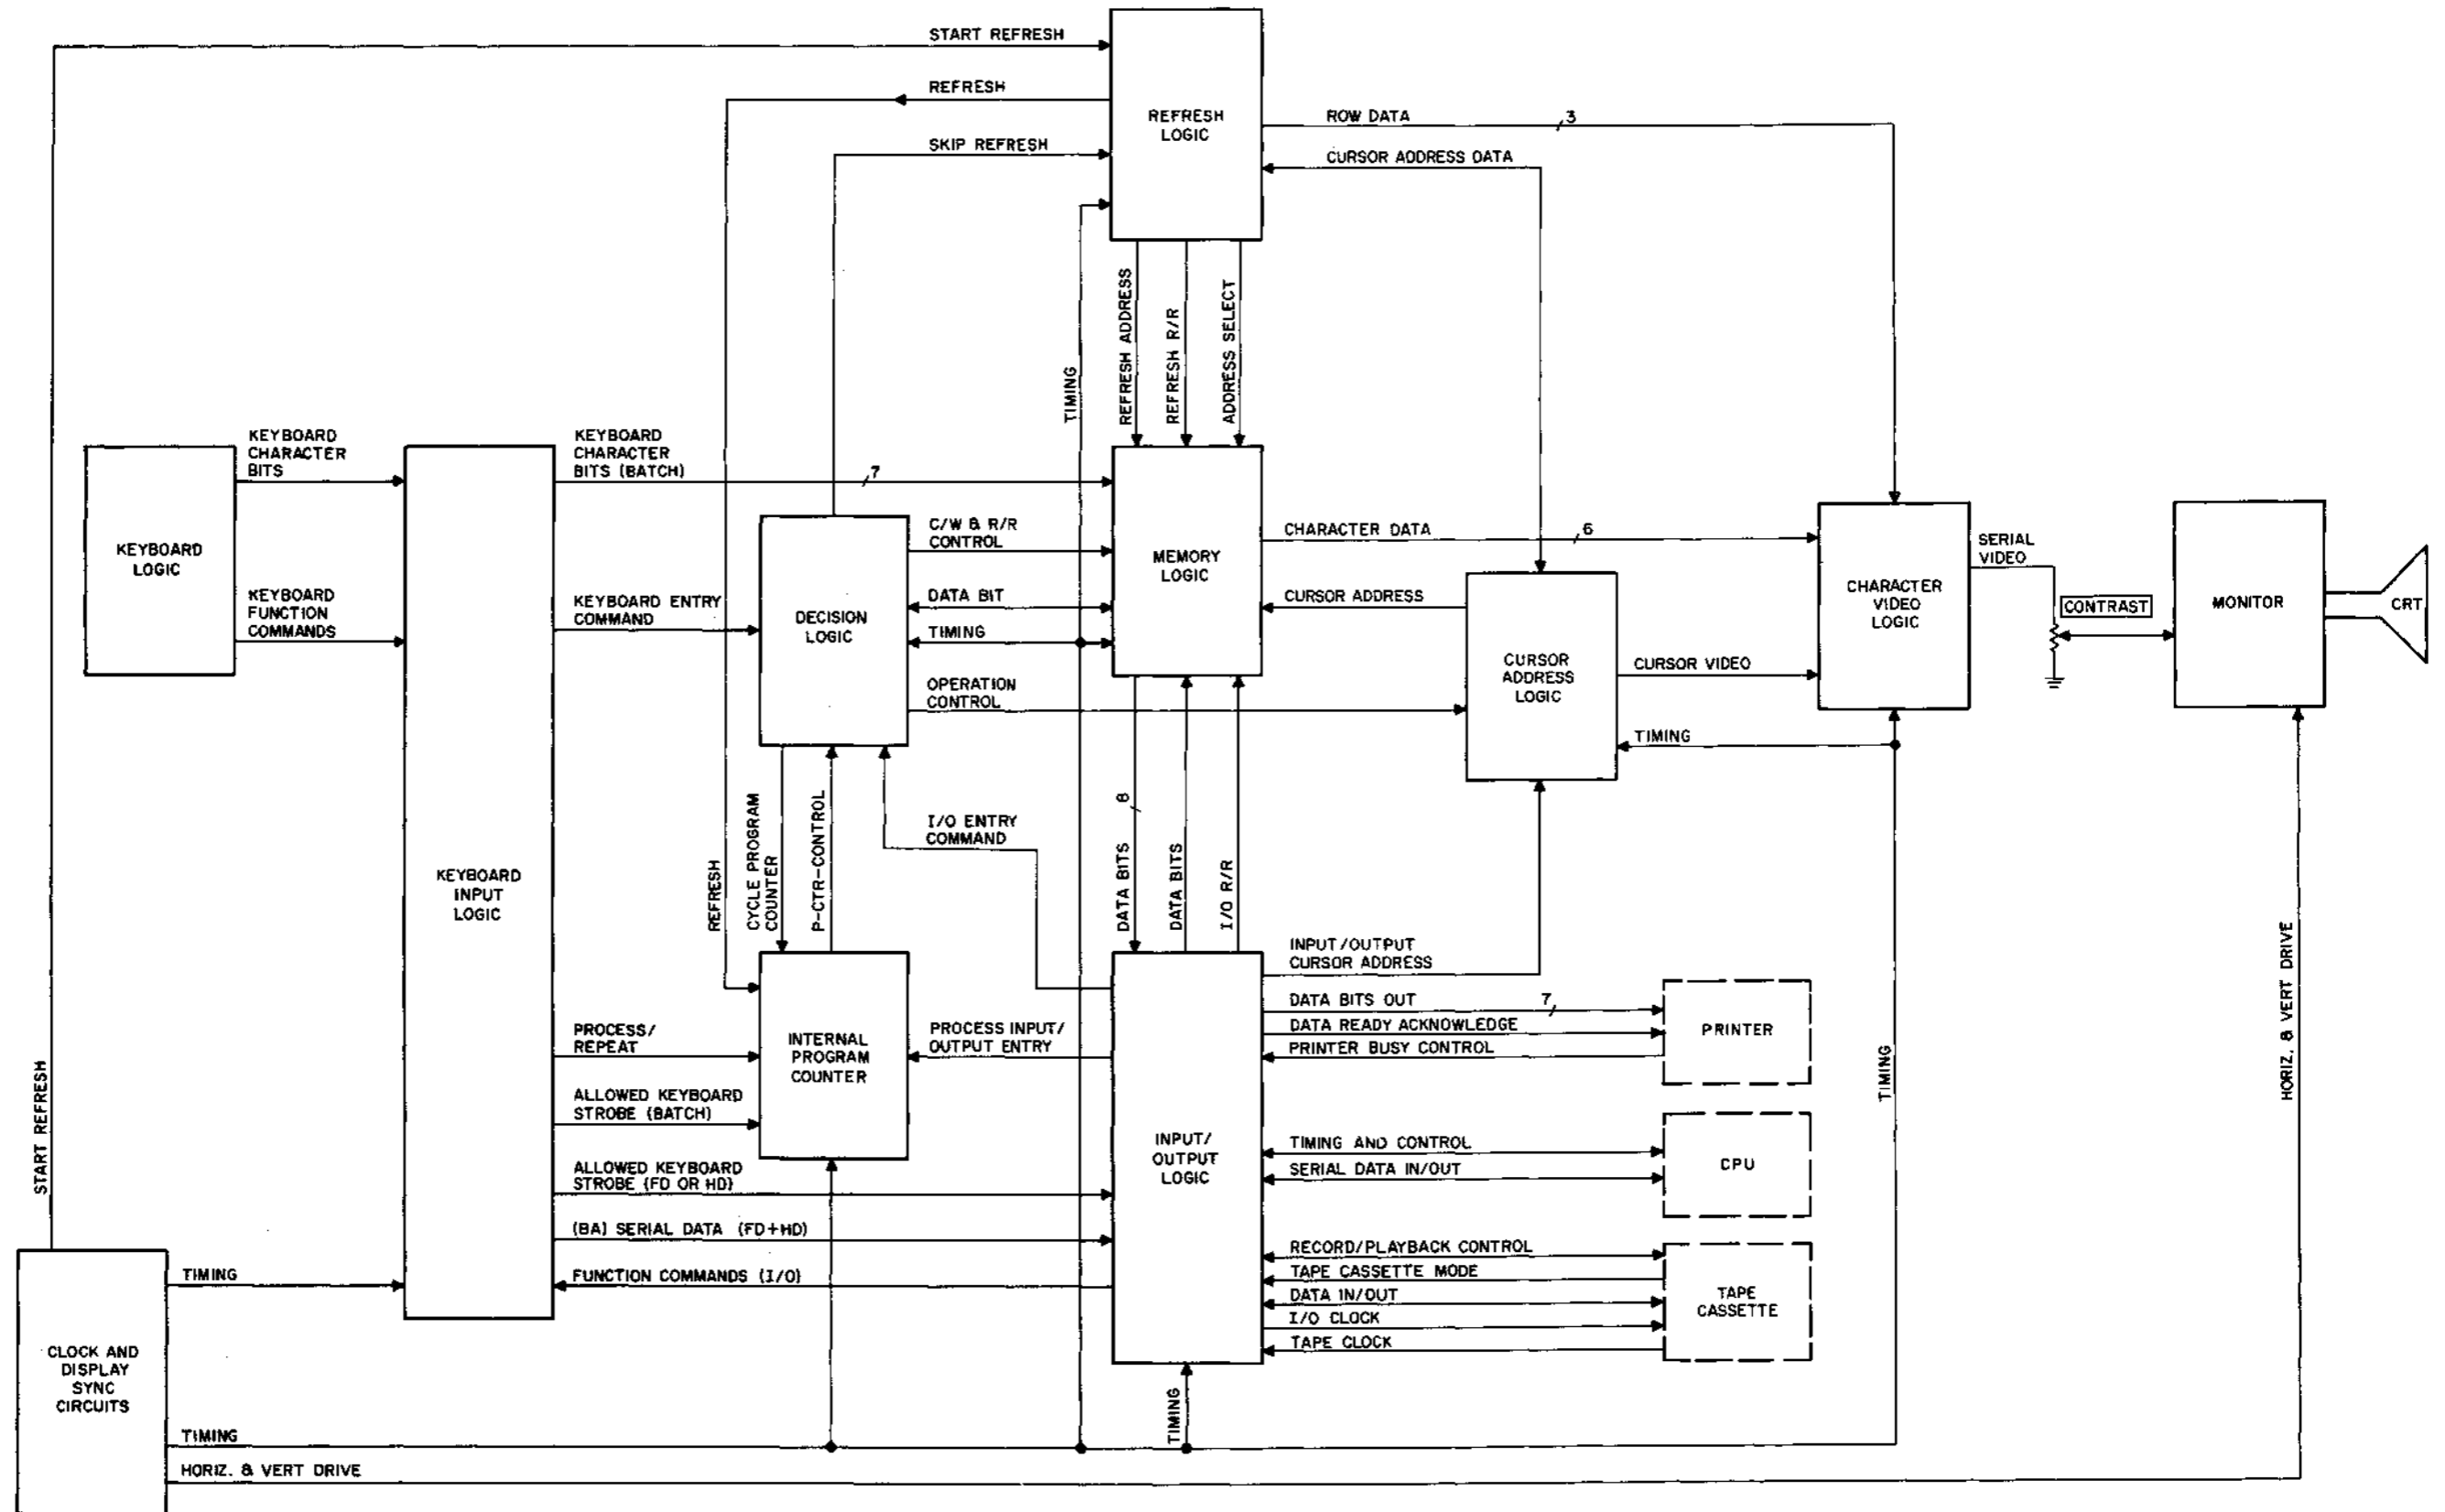 START REFRESH
REFRESH
SKIP REFRESH
REFRESH
LOGIC
ROW DATA
3
CURSOR ADDRESS DATA
TIMING
REFRESH ADDRESS
REFRESH R/R
ADDRESS SELECT
KEYBOARD
LOGIC
KEYBOARD
CHARACTER
BITS
KEYBOARD
FUNCTION
COMMANDS
KEYBOARD
INPUT
LOGIC
KEYBOARD
CHARACTER
BITS (BATCH)
7
KEYBOARD ENTRY
COMMAND
DECISION
LOGIC
C/W & R/R
CONTROL
DATA BIT
TIMING
OPERATION
CONTROL
MEMORY
LOGIC
CHARACTER DATA
6
CURSOR ADDRESS
CURSOR
ADDRESS
LOGIC
CURSOR VIDEO
TIMING
CHARACTER
VIDEO
LOGIC
SERIAL
VIDEO
CONTRAST
MONITOR
CRT
REFRESH
CYCLE PROGRAM
COUNTER
P-CTR-CONTROL
I/O ENTRY
COMMAND
8
DATA BITS
DATA BITS
I/O R/R
INPUT/OUTPUT
CURSOR ADDRESS
DATA BITS OUT
7
DATA READY ACKNOWLEDGE
PRINTER BUSY CONTROL
PRINTER
PROCESS/
REPEAT
INTERNAL
PROGRAM
COUNTER
PROCESS INPUT/
OUTPUT ENTRY
ALLOWED KEYBOARD
STROBE (BATCH)
ALLOWED KEYBOARD
STROBE (FD OR HD)
(BA) SERIAL DATA (FD+HD)
FUNCTION COMMANDS (I/O)
INPUT/
OUTPUT
LOGIC
TIMING AND CONTROL
SERIAL DATA IN/OUT
CPU
RECORD/PLAYBACK CONTROL
TAPE CASSETTE MODE
DATA IN/OUT
I/O CLOCK
TAPE CLOCK
TAPE
CASSETTE
TIMING
HORIZ. & VERT DRIVE
START REFRESH
TIMING
CLOCK AND
DISPLAY
SYNC
CIRCUITS
TIMING
TIMING
HORIZ. & VERT DRIVE